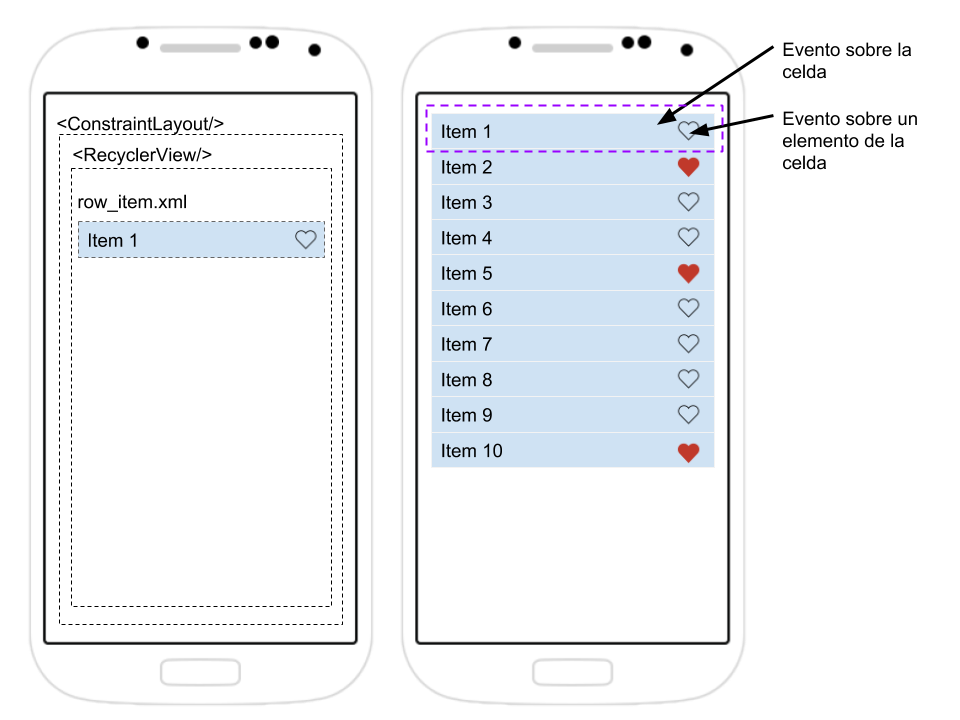 <ConstraintLayout/>
<RecyclerView/>
row_item.xml
Item 1
Item 1
Item 2
Item 3
Item 4
Item 5
Item 6
Item 7
Item 8
Item 9
Item 10
Evento sobre la
celda
Evento sobre un
elemento de la
celda